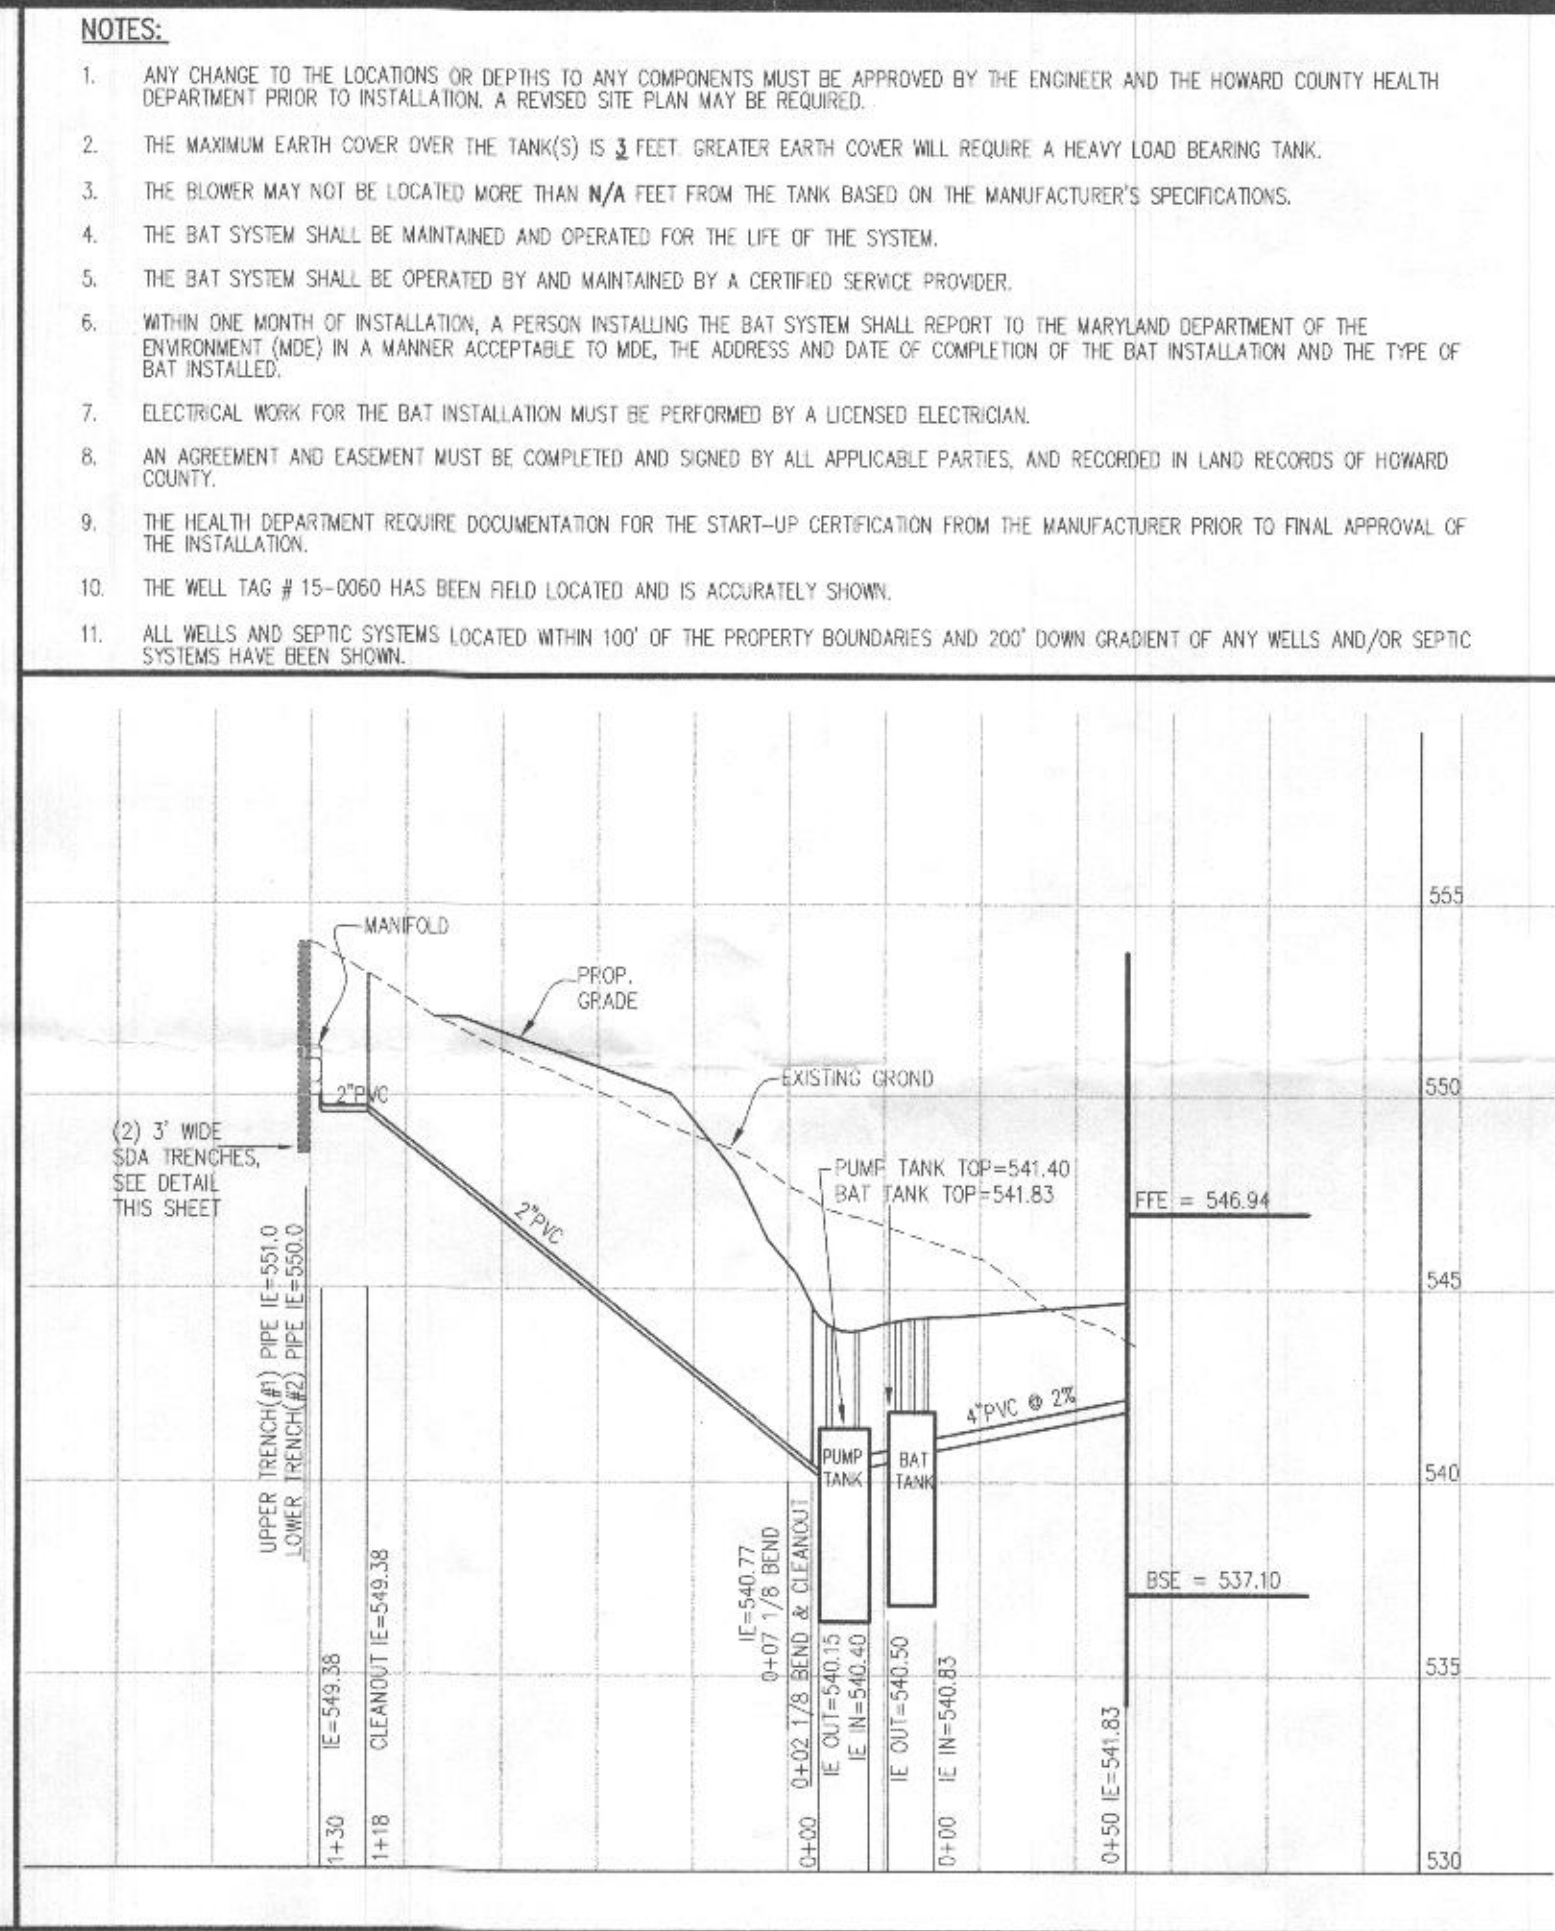 NOTES:
1. ANY CHANGE TO THE LOCATIONS OR DEPTHS TO ANY COMPONENTS MUST BE APPROVED BY THE ENGINEER AND THE HOWARD COUNTY HEALTH
DEPARTMENT PRIOR TO INSTALLATION. A REVISED SITE PLAN MAY BE REQUIRED.
2. THE MAXIMUM EARTH COVER OVER THE TANK(S) IS 3 FEET. GREATER EARTH COVER WILL REQUIRE A HEAVY LOAD BEARING TANK.
3. THE BLOWER MAY NOT BE LOCATED MORE THAN N/A FEET FROM THE TANK BASED ON THE MANUFACTURER'S SPECIFICATIONS.
4. THE BAT SYSTEM SHALL BE MAINTAINED AND OPERATED FOR THE LIFE OF THE SYSTEM.
5. THE BAT SYSTEM SHALL BE OPERATED BY AND MAINTAINED BY A CERTIFIED SERVICE PROVIDER.
6. WITHIN ONE MONTH OF INSTALLATION, A PERSON INSTALLING THE BAT SYSTEM SHALL REPORT TO THE MARYLAND DEPARTMENT OF THE
ENVIRONMENT (MDE) IN A MANNER ACCEPTABLE TO MDE, THE ADDRESS AND DATE OF COMPLETION OF THE BAT INSTALLATION AND THE TYPE OF
BAT INSTALLED.
7. ELECTRICAL WORK FOR THE BAT INSTALLATION MUST BE PERFORMED BY A LICENSED ELECTRICIAN.
8. AN AGREEMENT AND EASEMENT MUST BE COMPLETED AND SIGNED BY ALL APPLICABLE PARTIES, AND RECORDED IN LAND RECORDS OF HOWARD
COUNTY.
9. THE HEALTH DEPARTMENT REQUIRE DOCUMENTATION FOR THE START-UP CERTIFICATION FROM THE MANUFACTURER PRIOR TO FINAL APPROVAL OF
THE INSTALLATION.
10. THE WELL TAG # 15-0060 HAS BEEN FIELD LOCATED AND IS ACCURATELY SHOWN.
11. ALL WELLS AND SEPTIC SYSTEMS LOCATED WITHIN 100' OF THE PROPERTY BOUNDARIES AND 200' DOWN GRADIENT OF ANY WELLS AND/OR SEPTIC
SYSTEMS HAVE BEEN SHOWN.
555
MANIFOLD
PROP.
GRADE
EXISTING GROND
550
2"PVC
(2) 3' WIDE
SDA TRENCHES,
SEE DETAIL
THIS SHEET
PUMP TANK TOP=541.40
BAT TANK TOP=541.83
FFE = 546.94
2"PVC
545
UPPER TRENCH(#1) PIPE IE=551.0
LOWER TRENCH(#2) PIPE IE=550.0
4"PVC @ 2%
PUMP
TANK
BAT
TANK
540
BSE = 537.10
535
1+30 IE=549.38
1+18 CLEANOUT IE=549.38
IE=540.77
0+07 1/8 BEND
0+02 1/8 BEND & CLEANOUT
0+00
IE OUT=540.15
IE IN=540.40
IE OUT=540.50
0+00 IE IN=540.83
0+50 IE=541.83
530